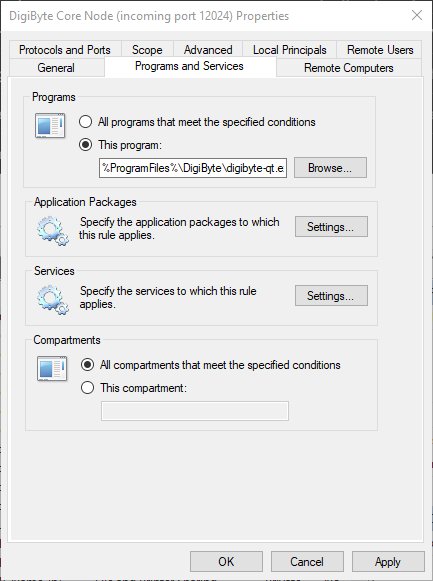 DigiByte Core Node (incoming port 12024) Properties
Protocols and Ports
Scope
Advanced
Local Principals
Remote Users
General
Programs and Services
Remote Computers
Programs
All programs that meet the specified conditions
This program:
%ProgramFiles%\DigiByte\digibyte-qt.e
Browse...
Application Packages
Specify the application packages to which
this rule applies.
Settings...
Services
Specify the services to which this rule
applies.
Settings...
Compartments
All compartments that meet the specified conditions
This compartment:
OK
Cancel
Apply